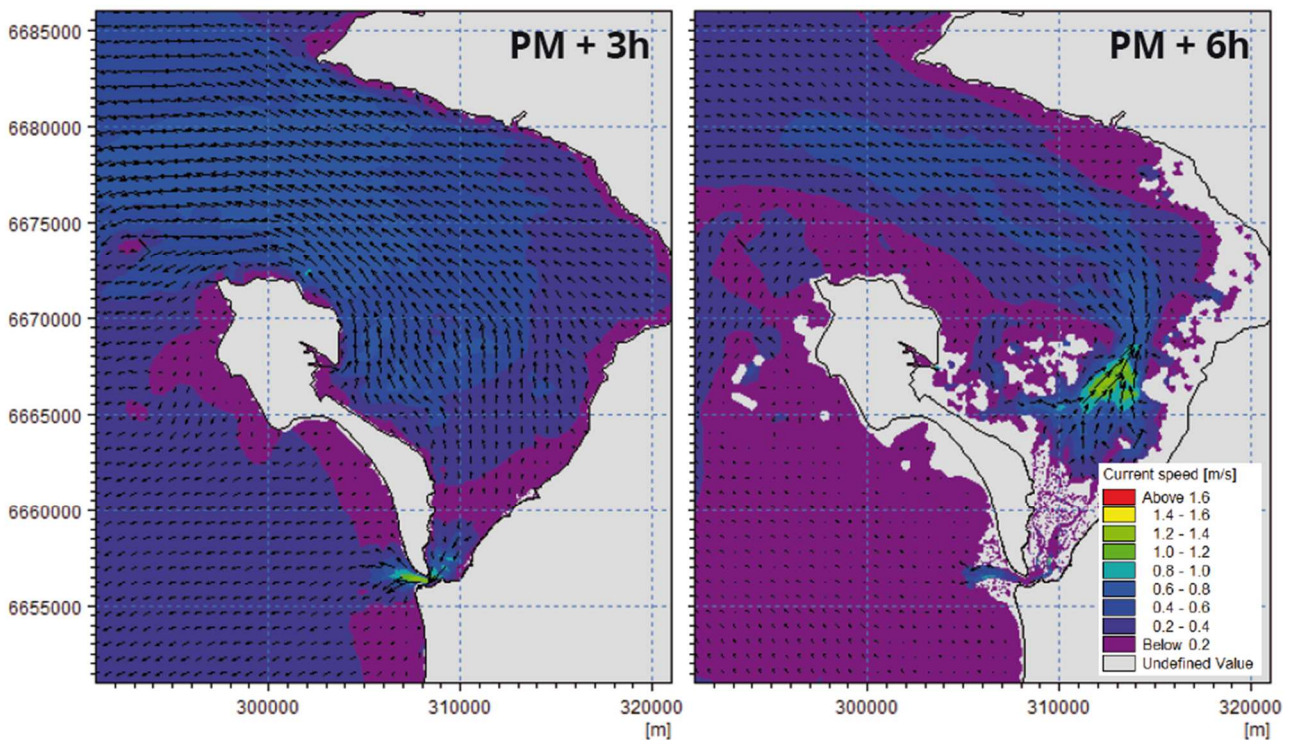 PM + 3h
PM + 6h
6685000
6680000
6675000
6670000
6665000
6660000
6655000
Current speed [m/s]
Above 1.6
1.4 - 1.6
1.2 - 1.4
1.0 - 1.2
0.8 - 1.0
0.6 - 0.8
0.4 - 0.6
0.2 - 0.4
Below 0.2
Undefined Value
300000 310000 320000
[m]
300000 310000 320000
[m]